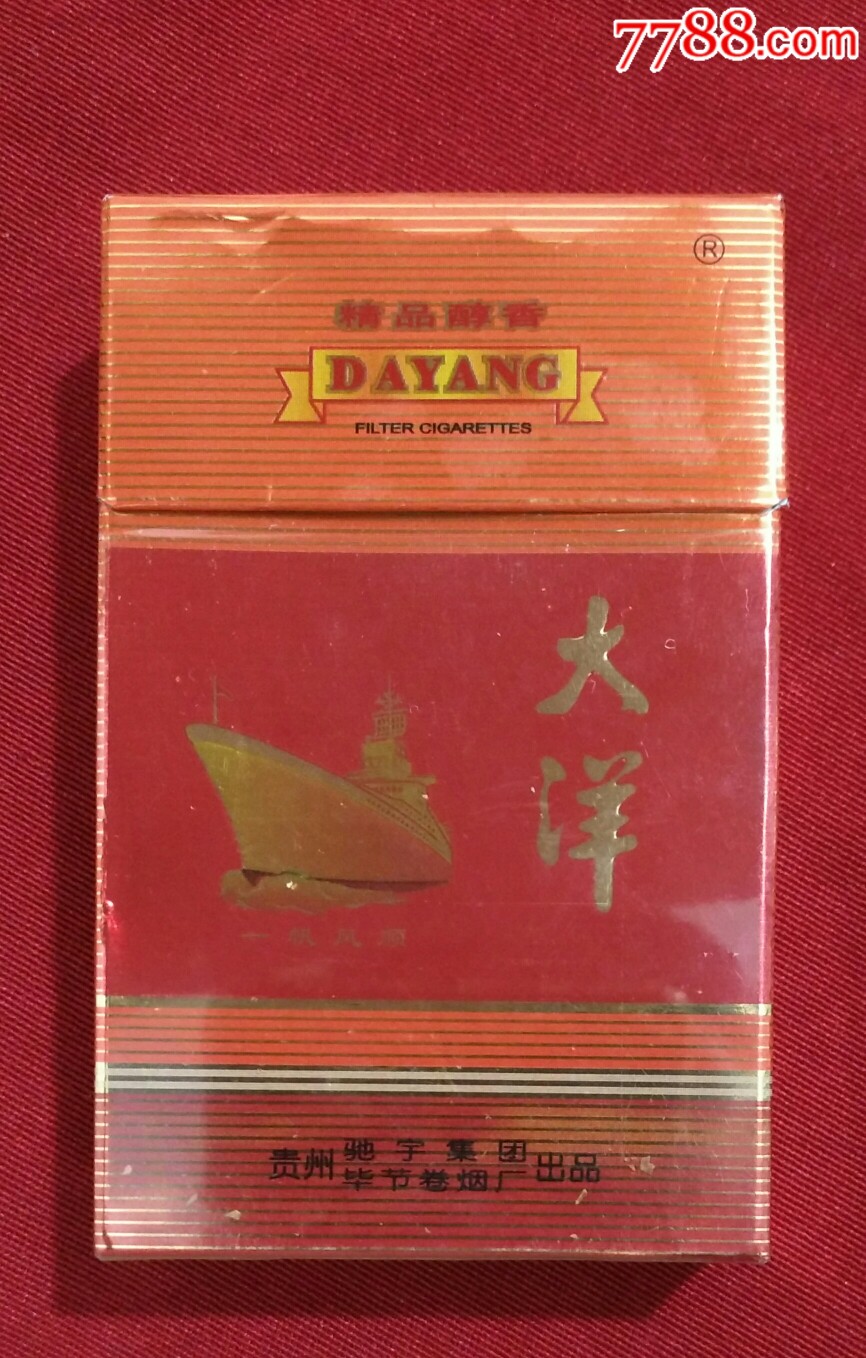 7788.com
®
精品醇香
DAYANG
FILTER CIGARETTES
大洋
一帆风顺
贵州 驰宇集团 出品
毕节卷烟厂